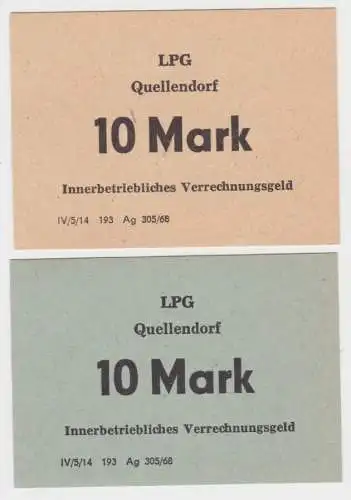 LPG
Quellendorf
10 Mark
Innerbetriebliches Verrechnungsgeld
IV/5/14 193 Ag 305/68
LPG
Quellendorf
10 Mark
Innerbetriebliches Verrechnungsgeld
IV/5/14 193 Ag 305/68